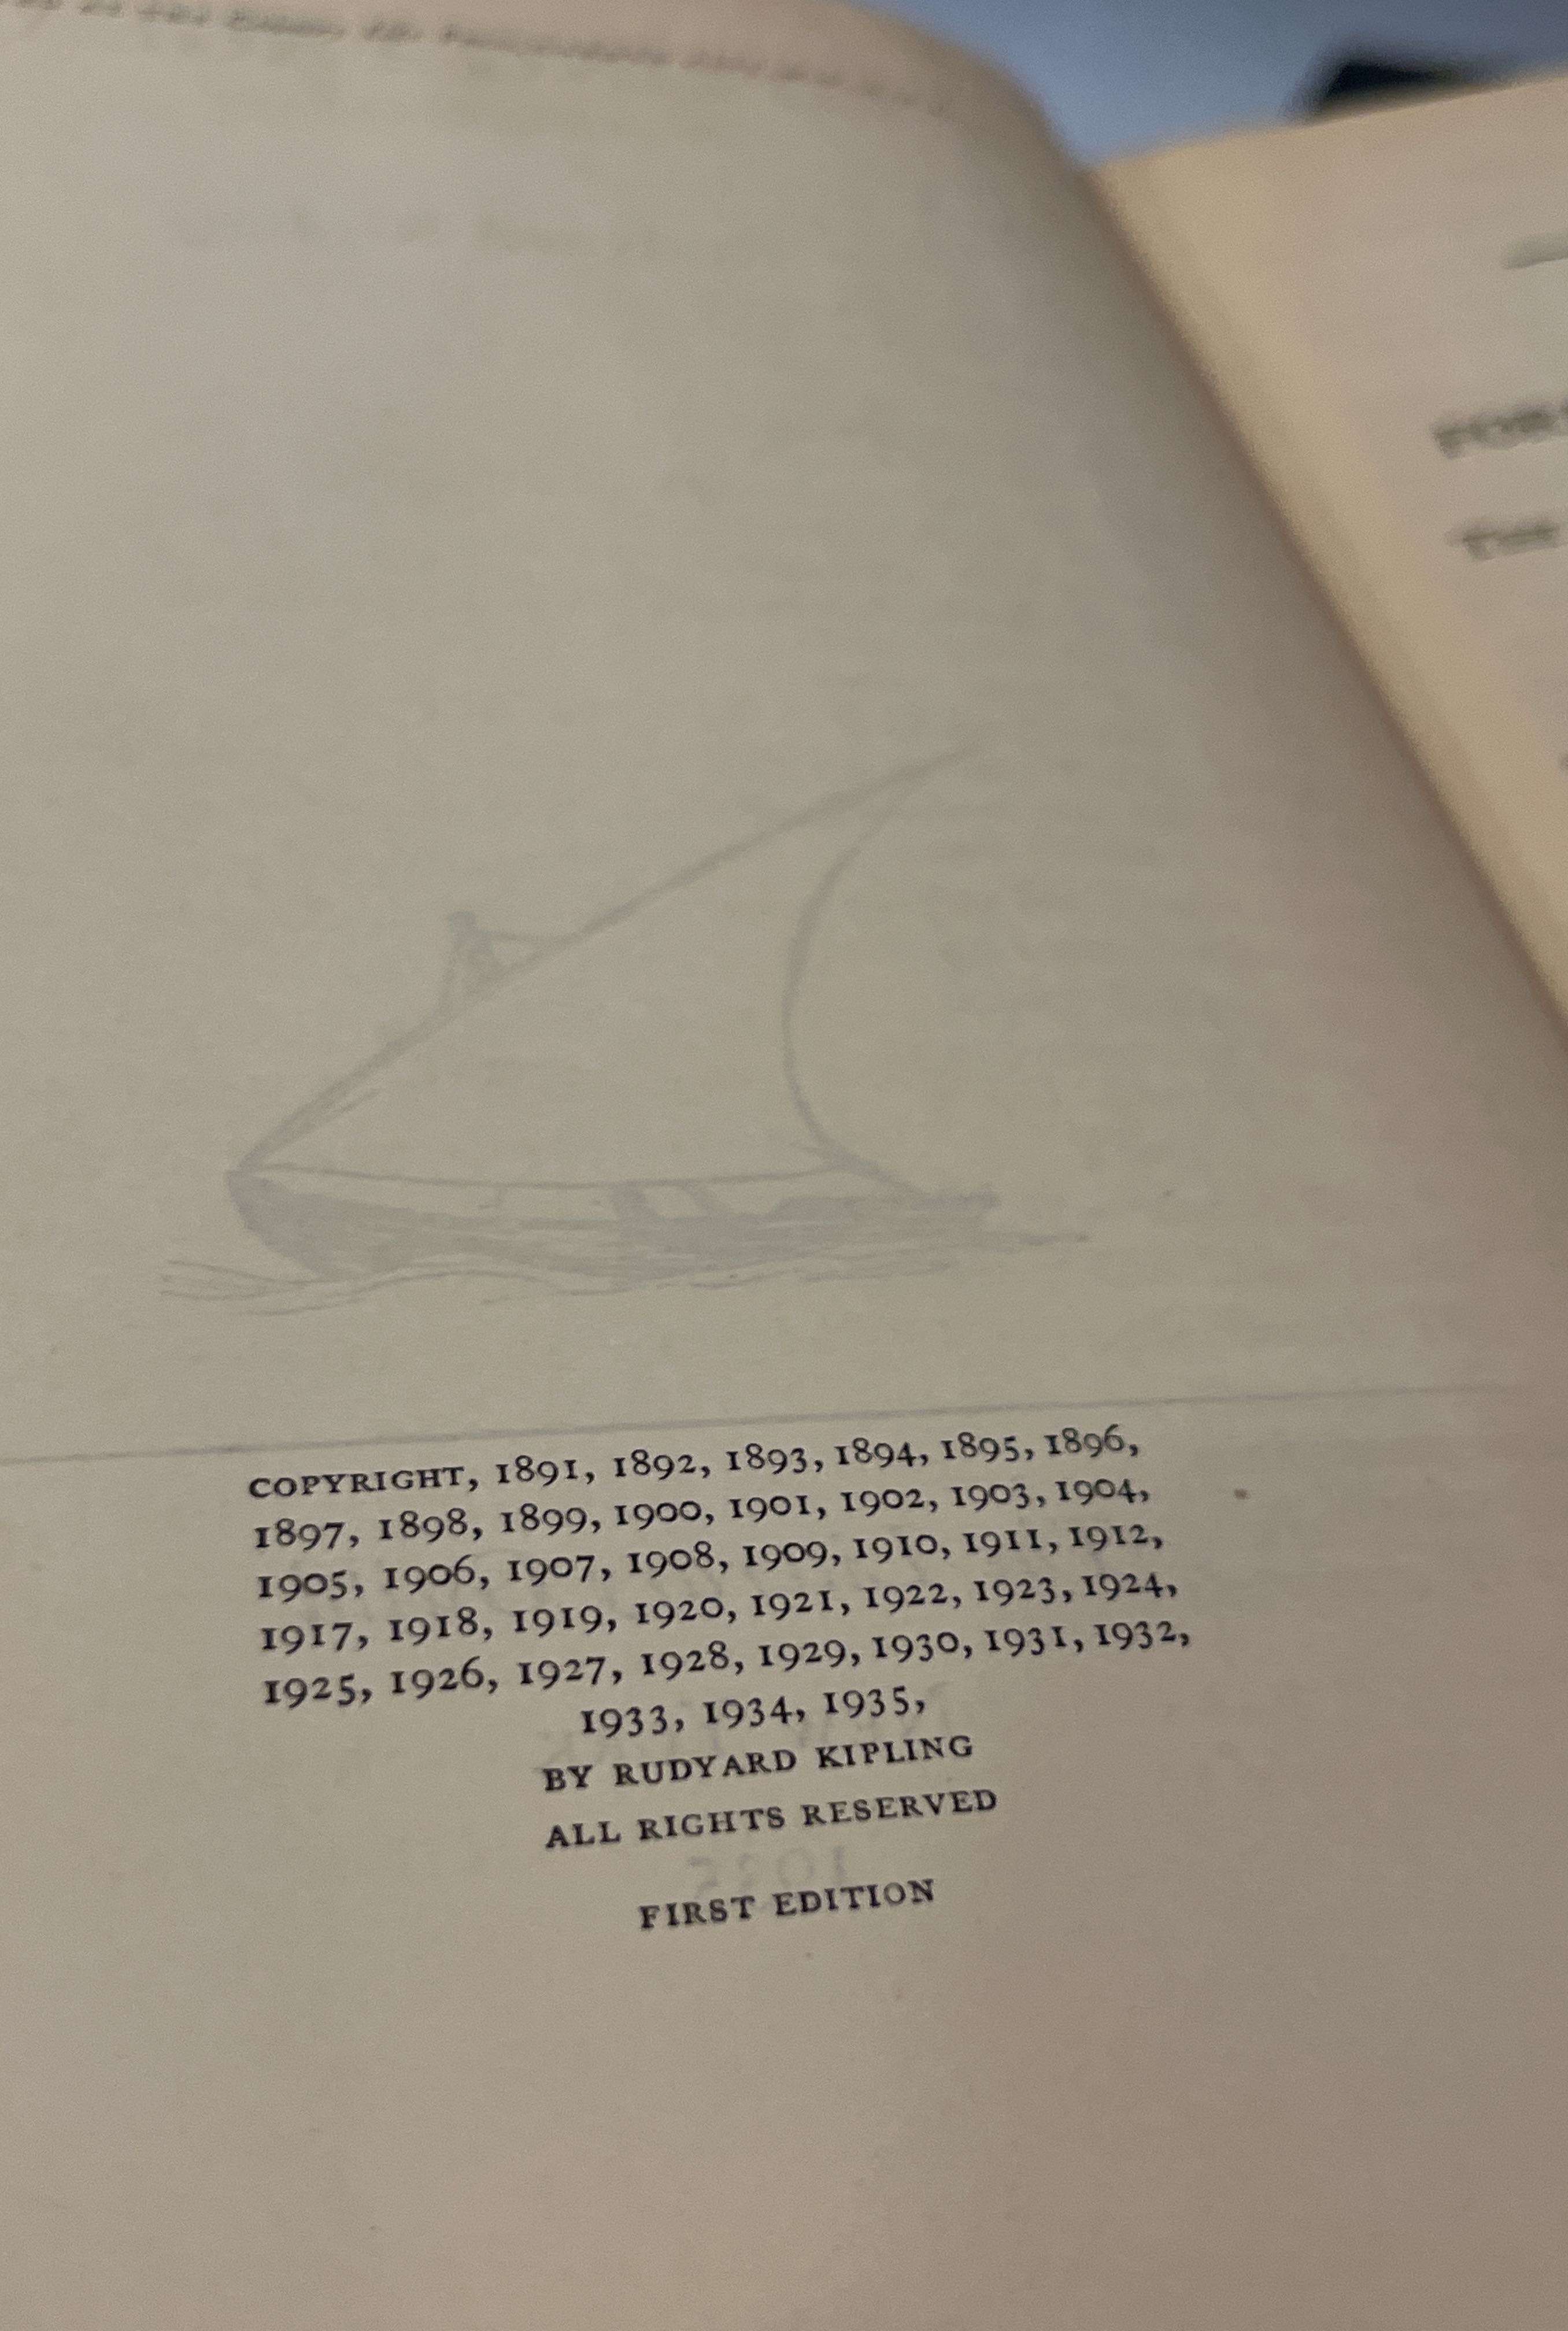 COPYRIGHT, 1891, 1892, 1893, 1894, 1895, 1896,
1897, 1898, 1899, 1900, 1901, 1902, 1903, 1904,
1905, 1906, 1907, 1908, 1909, 1910, 1911, 1912,
1917, 1918, 1919, 1920, 1921, 1922, 1923, 1924,
1925, 1926, 1927, 1928, 1929, 1930, 1931, 1932,
1933, 1934, 1935,
BY RUDYARD KIPLING
ALL RIGHTS RESERVED
FIRST EDITION
THE